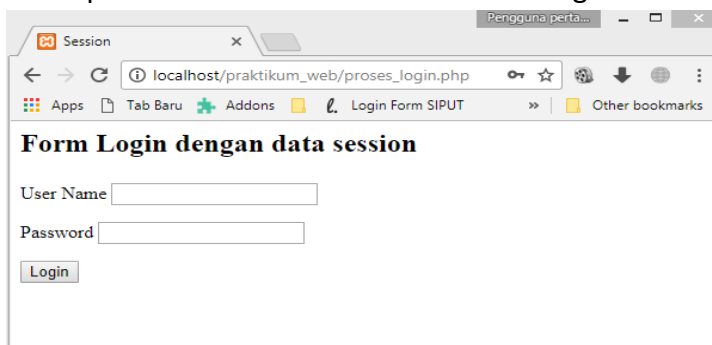 Pengguna perta...
Session
localhost/praktikum_web/proses_login.php
Apps Tab Baru Addons Login Form SIPUT » Other bookmarks
Form Login dengan data session
User Name
Password
Login